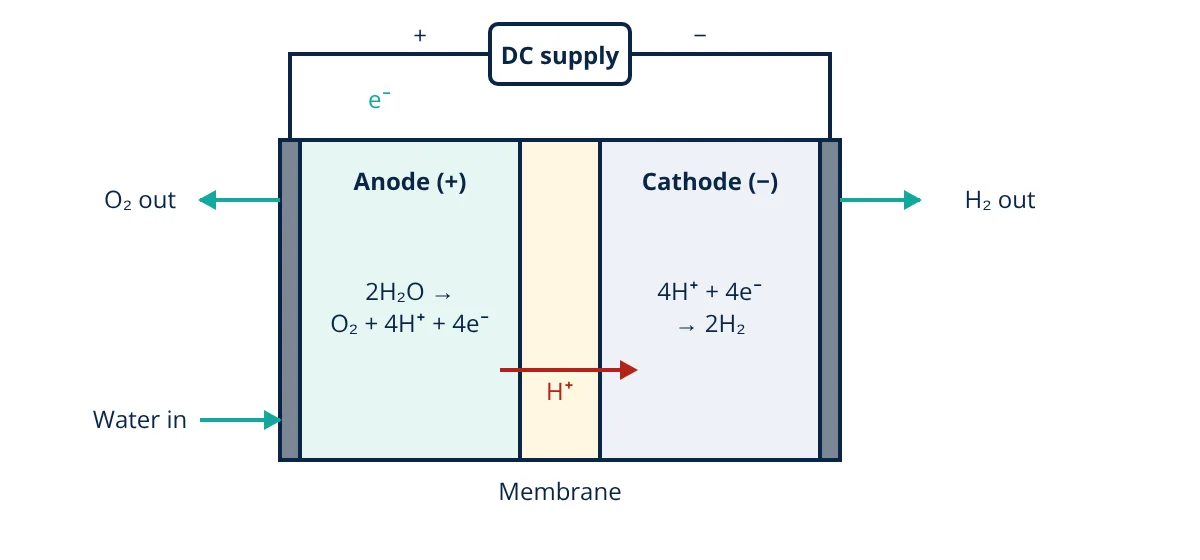 +
DC supply
−
e⁻
Anode (+)
Cathode (−)
O₂ out
H₂ out
2H₂O →
O₂ + 4H⁺ + 4e⁻
4H⁺ + 4e⁻
→ 2H₂
H⁺
Water in
Membrane